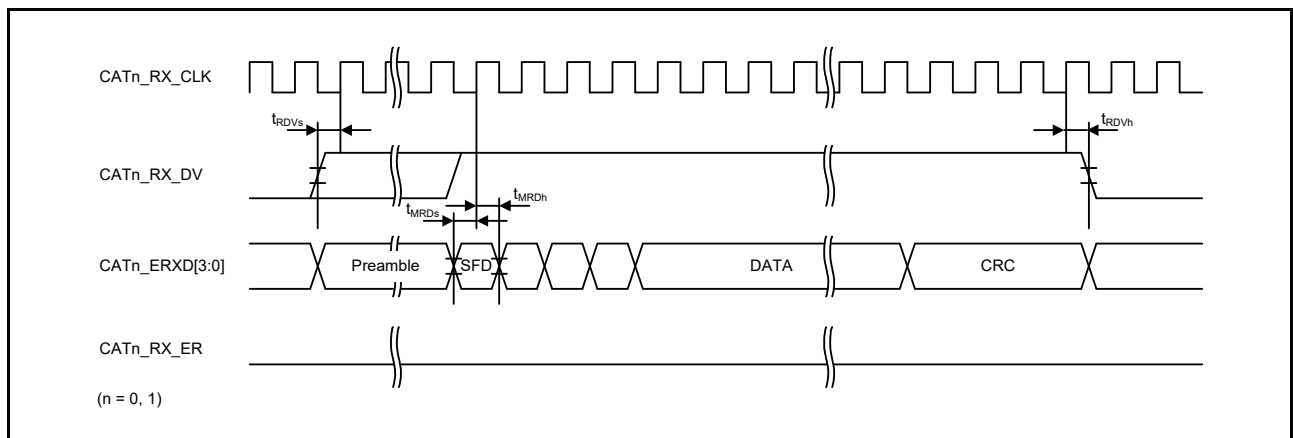 CATn_RX_CLK
tRDVs
tRDVh
CATn_RX_DV
tMRDs
tMRDh
CATn_ERXD[3:0]
Preamble
SFD
DATA
CRC
CATn_RX_ER
(n = 0, 1)